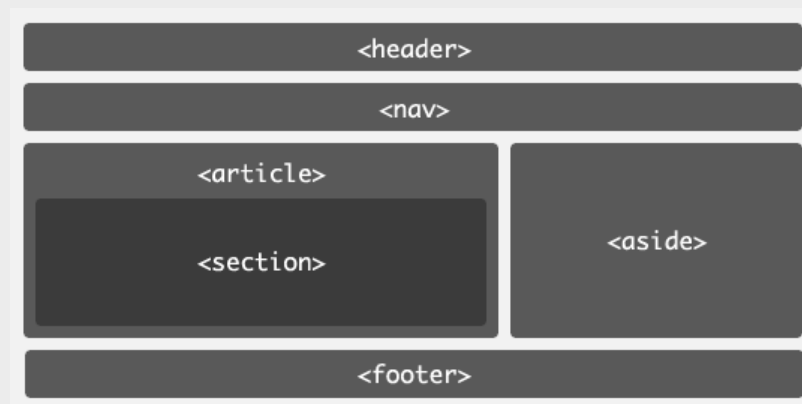 <header>
<nav>
<article>
<section>
<aside>
<footer>